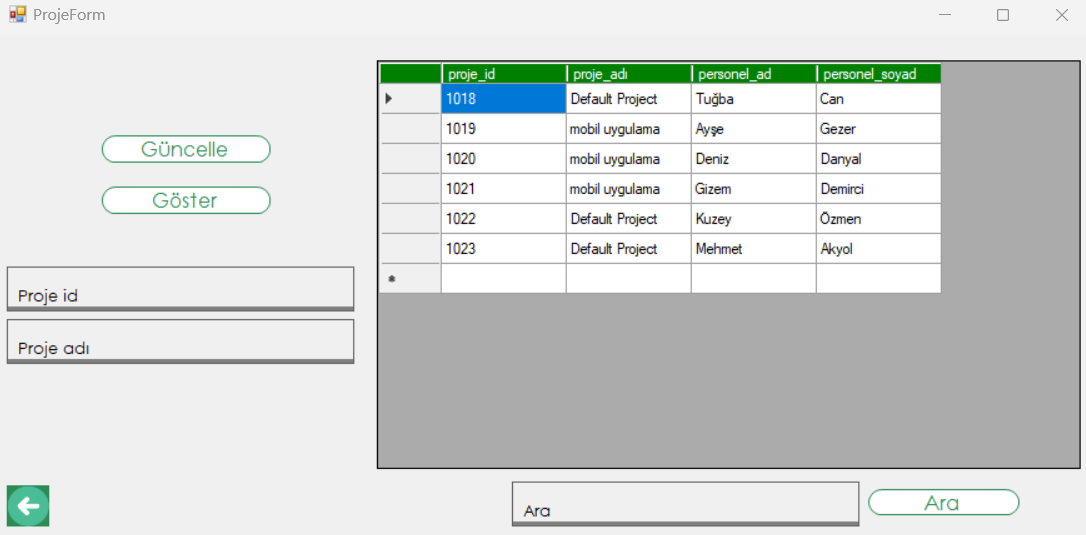 ProjeForm
proje_id proje_adı personel_ad personel_soyad
1018 Default Project Tuğba Can
1019 mobil uygulama Ayşe Gezer
1020 mobil uygulama Deniz Danyal
1021 mobil uygulama Gizem Demirci
1022 Default Project Kuzey Özmen
1023 Default Project Mehmet Akyol
Güncelle
Göster
Proje id
Proje adı
Ara
Ara